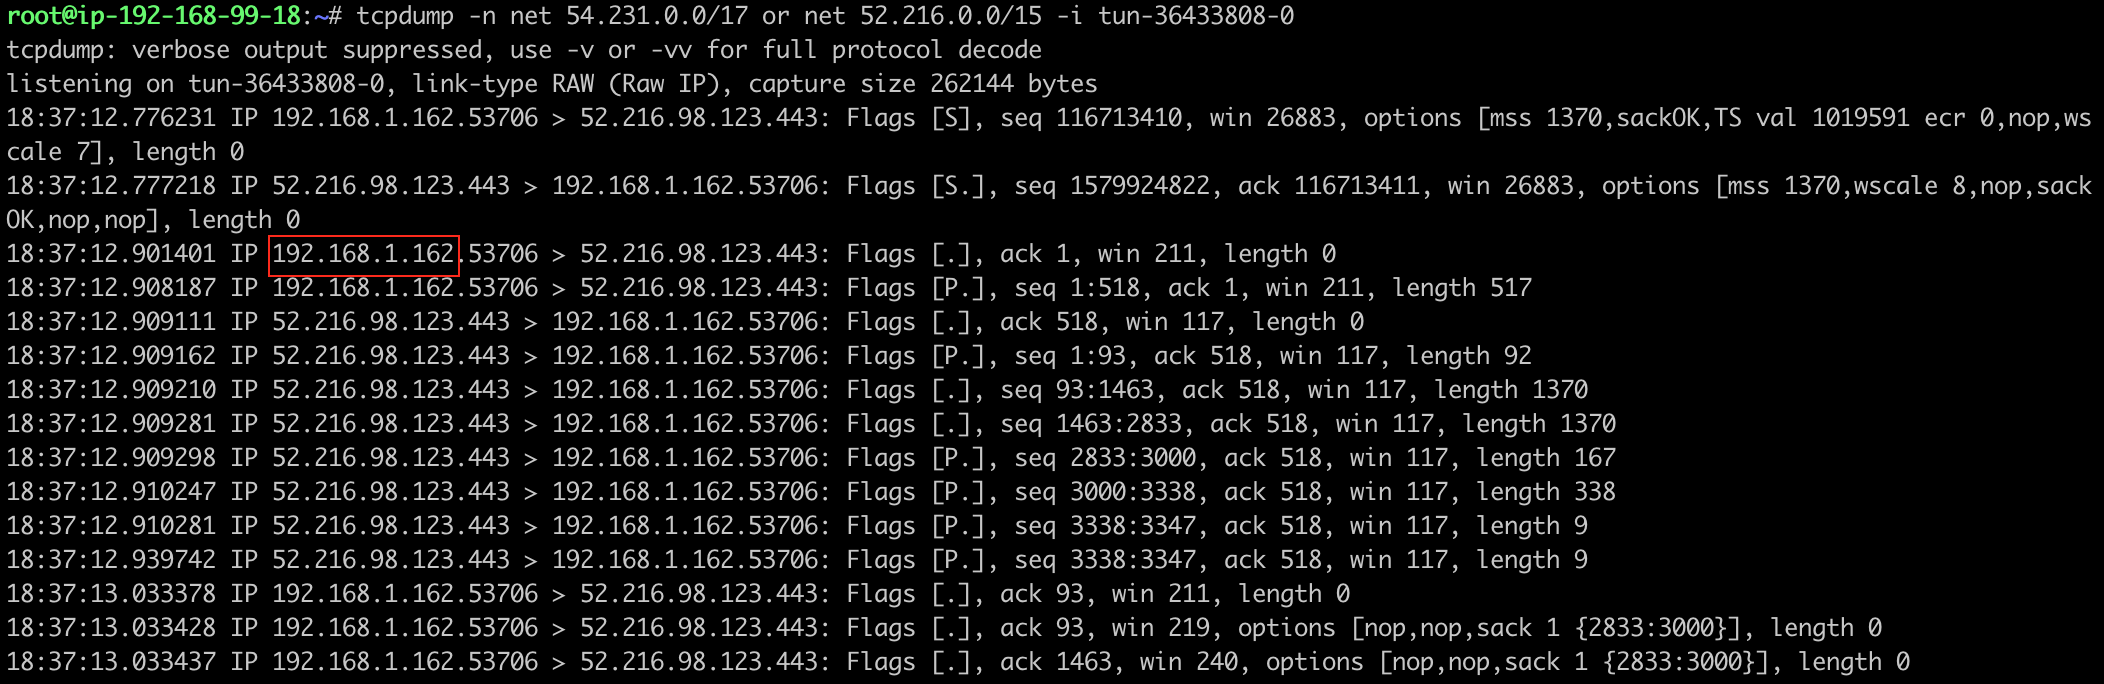 root@ip-192-168-99-18:~# tcpdump -n net 54.231.0.0/17 or net 52.216.0.0/15 -i tun-36433808-0
tcpdump: verbose output suppressed, use -v or -vv for full protocol decode
listening on tun-36433808-0, link-type RAW (Raw IP), capture size 262144 bytes
18:37:12.776231 IP 192.168.1.162.53706 > 52.216.98.123.443: Flags [S], seq 116713410, win 26883, options [mss 1370,sackOK,TS val 1019591 ecr 0,nop,ws
cale 7], length 0
18:37:12.777218 IP 52.216.98.123.443 > 192.168.1.162.53706: Flags [S.], seq 1579924822, ack 116713411, win 26883, options [mss 1370,wscale 8,nop,sack
OK,nop,nop], length 0
18:37:12.901401 IP 192.168.1.162.53706 > 52.216.98.123.443: Flags [.], ack 1, win 211, length 0
18:37:12.908187 IP 192.168.1.162.53706 > 52.216.98.123.443: Flags [P.], seq 1:518, ack 1, win 211, length 517
18:37:12.909111 IP 52.216.98.123.443 > 192.168.1.162.53706: Flags [.], ack 518, win 117, length 0
18:37:12.909162 IP 52.216.98.123.443 > 192.168.1.162.53706: Flags [P.], seq 1:93, ack 518, win 117, length 92
18:37:12.909210 IP 52.216.98.123.443 > 192.168.1.162.53706: Flags [.], seq 93:1463, ack 518, win 117, length 1370
18:37:12.909281 IP 52.216.98.123.443 > 192.168.1.162.53706: Flags [.], seq 1463:2833, ack 518, win 117, length 1370
18:37:12.909298 IP 52.216.98.123.443 > 192.168.1.162.53706: Flags [P.], seq 2833:3000, ack 518, win 117, length 167
18:37:12.910247 IP 52.216.98.123.443 > 192.168.1.162.53706: Flags [P.], seq 3000:3338, ack 518, win 117, length 338
18:37:12.910281 IP 52.216.98.123.443 > 192.168.1.162.53706: Flags [P.], seq 3338:3347, ack 518, win 117, length 9
18:37:12.939742 IP 52.216.98.123.443 > 192.168.1.162.53706: Flags [P.], seq 3338:3347, ack 518, win 117, length 9
18:37:13.033378 IP 192.168.1.162.53706 > 52.216.98.123.443: Flags [.], ack 93, win 211, length 0
18:37:13.033428 IP 192.168.1.162.53706 > 52.216.98.123.443: Flags [.], ack 93, win 219, options [nop,nop,sack 1 {2833:3000}], length 0
18:37:13.033437 IP 192.168.1.162.53706 > 52.216.98.123.443: Flags [.], ack 1463, win 240, options [nop,nop,sack 1 {2833:3000}], length 0